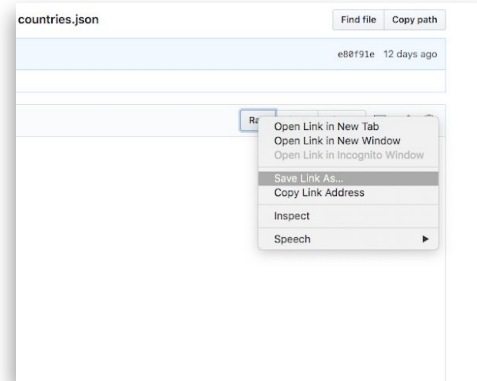 countries.json
Find file Copy path
e80f91e 12 days ago
Open Link in New Tab
Open Link in New Window
Open Link in Incognito Window
Save Link As...
Copy Link Address
Inspect
Speech